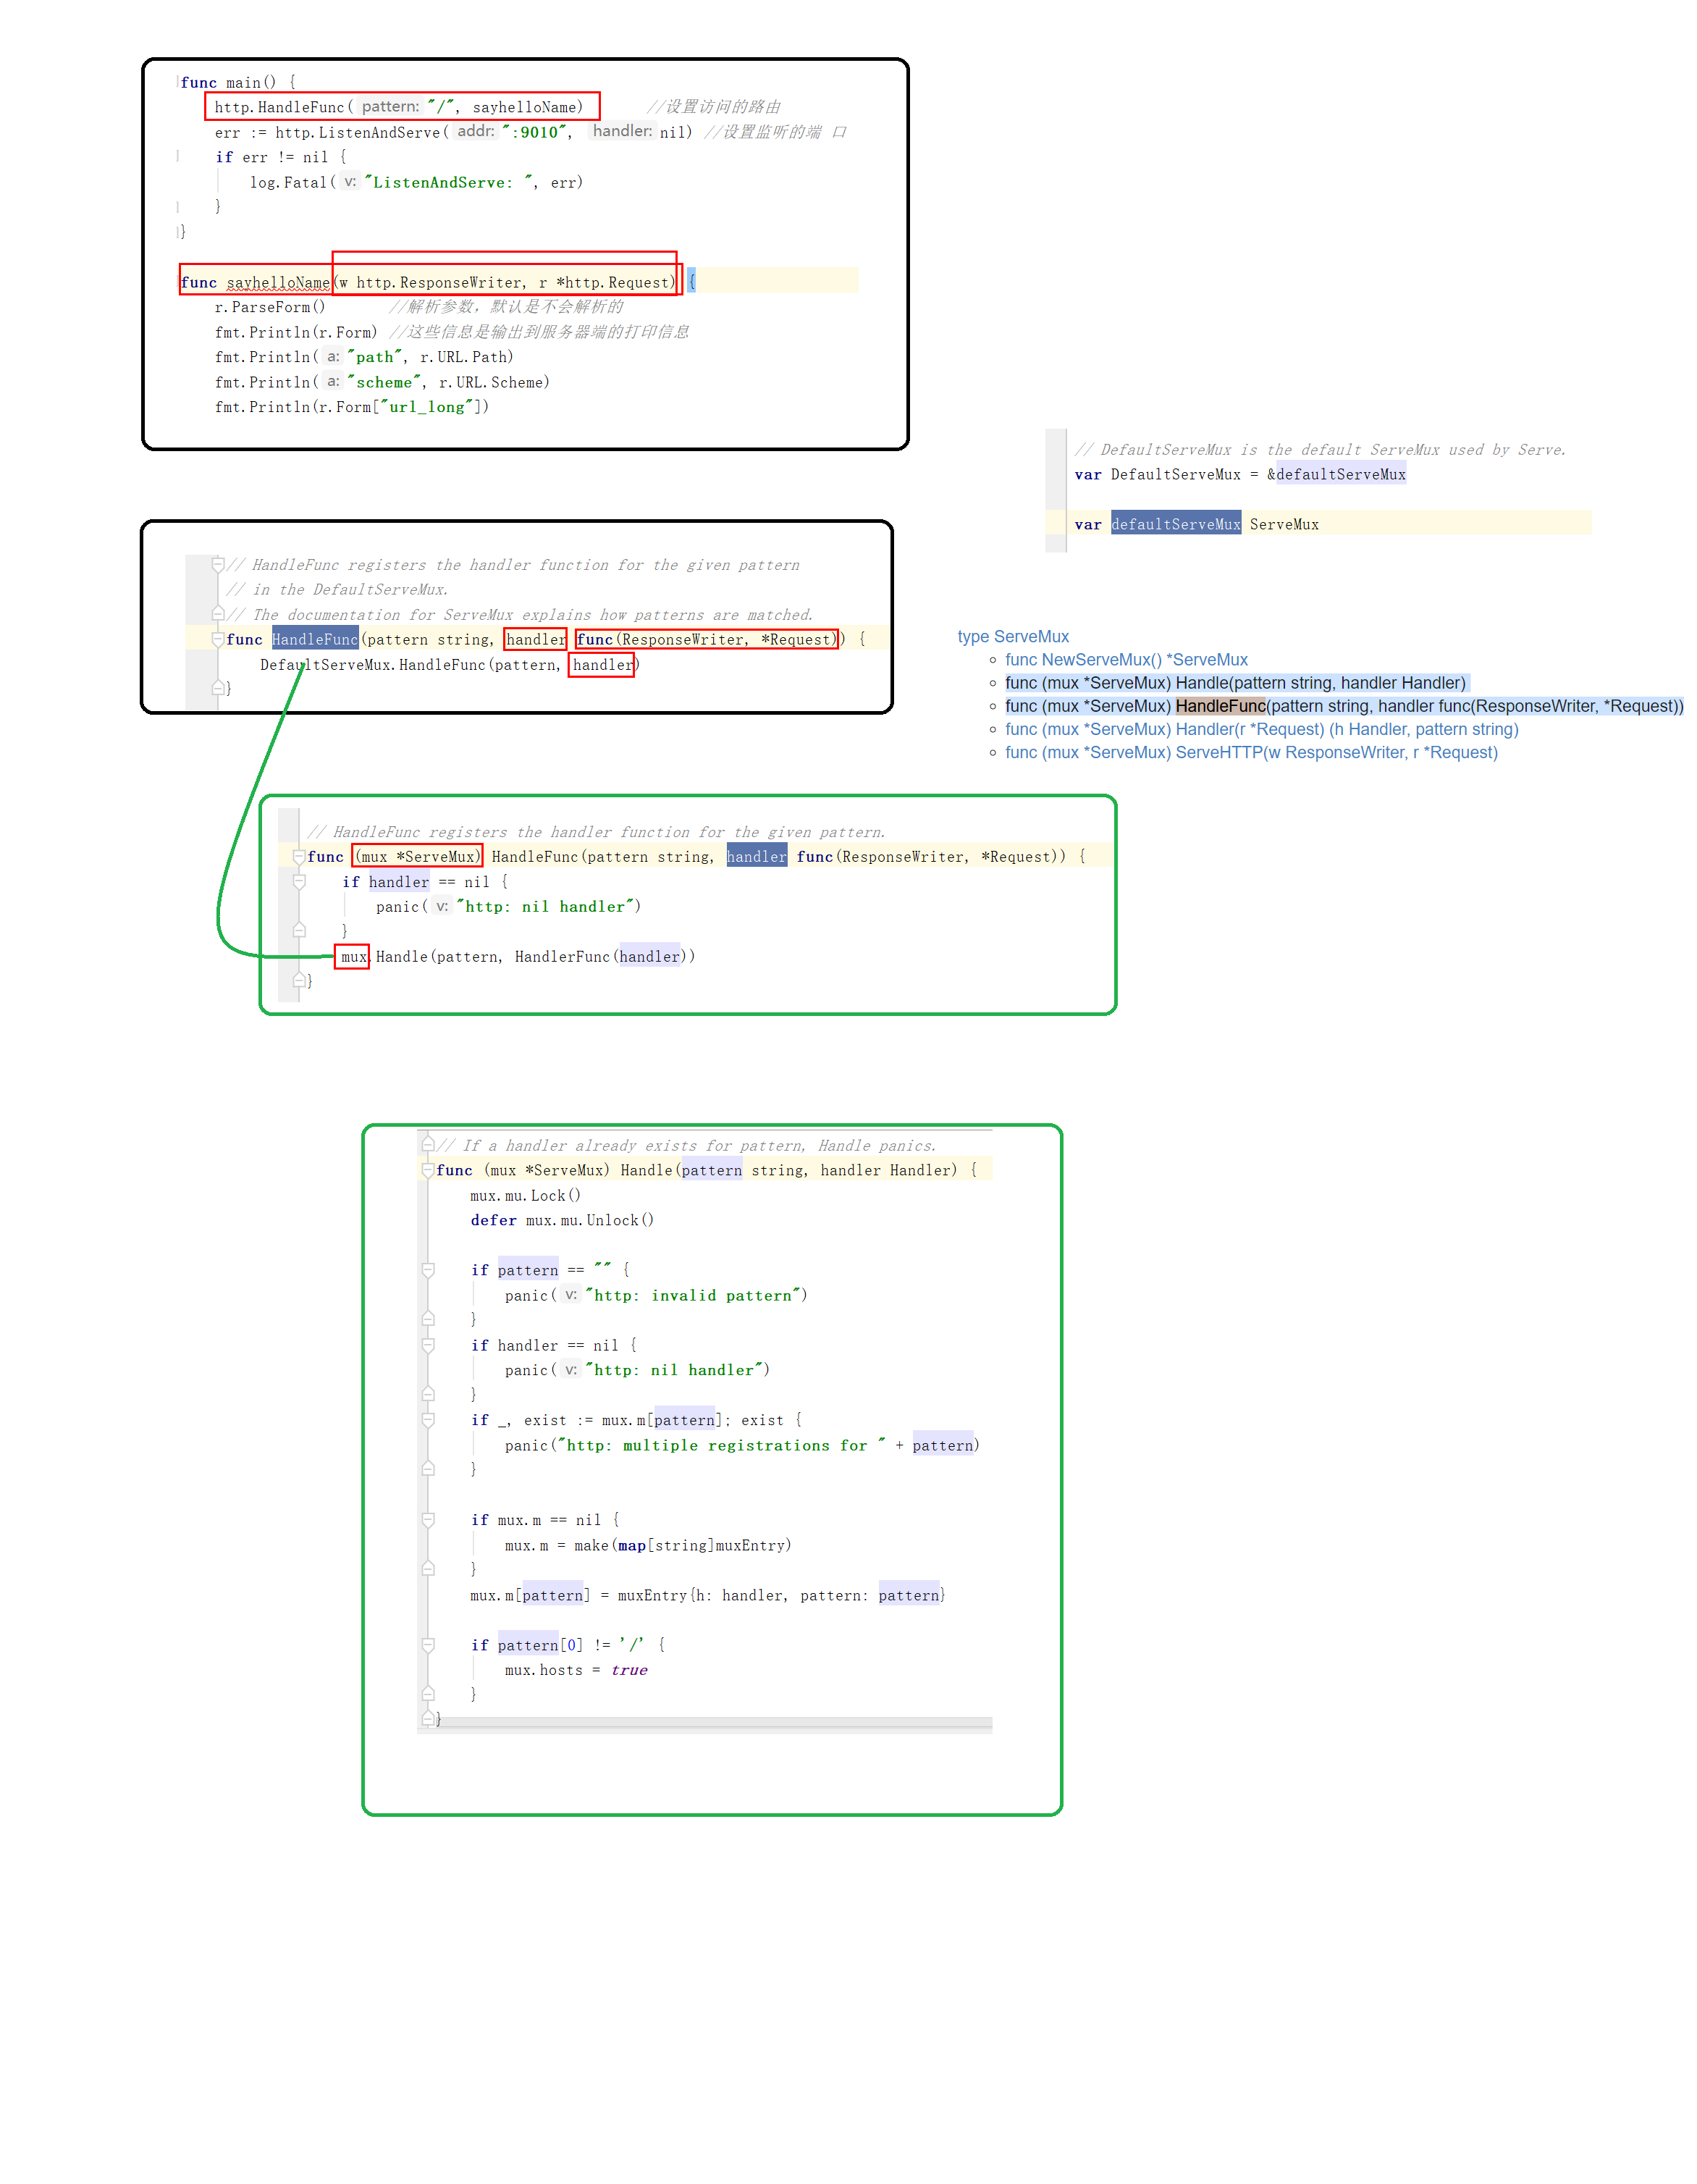 func main() {
http.HandleFunc( pattern: "/", sayhelloName) //设置访问的路由
err := http.ListenAndServe( addr: ":9010", handler: nil) //设置监听的端 口
if err != nil {
log.Fatal( v: "ListenAndServe: ", err)
}
}
func sayhelloName(w http.ResponseWriter, r *http.Request) {
r.ParseForm() //解析参数，默认是不会解析的
fmt.Println(r.Form) //这些信息是输出到服务器端的打印信息
fmt.Println( a: "path", r.URL.Path)
fmt.Println( a: "scheme", r.URL.Scheme)
fmt.Println(r.Form["url_long"])
// DefaultServeMux is the default ServeMux used by Serve.
var DefaultServeMux = &defaultServeMux
var defaultServeMux ServeMux
// HandleFunc registers the handler function for the given pattern
// in the DefaultServeMux.
// The documentation for ServeMux explains how patterns are matched.
func HandleFunc(pattern string, handler func(ResponseWriter, *Request)) {
DefaultServeMux.HandleFunc(pattern, handler)
}
type ServeMux
func NewServeMux() *ServeMux
func (mux *ServeMux) Handle(pattern string, handler Handler)
func (mux *ServeMux) HandleFunc(pattern string, handler func(ResponseWriter, *Request))
func (mux *ServeMux) Handler(r *Request) (h Handler, pattern string)
func (mux *ServeMux) ServeHTTP(w ResponseWriter, r *Request)
// HandleFunc registers the handler function for the given pattern.
func (mux *ServeMux) HandleFunc(pattern string, handler func(ResponseWriter, *Request)) {
if handler == nil {
panic( v: "http: nil handler")
}
mux.Handle(pattern, HandlerFunc(handler))
}
// If a handler already exists for pattern, Handle panics.
func (mux *ServeMux) Handle(pattern string, handler Handler) {
mux.mu.Lock()
defer mux.mu.Unlock()
if pattern == "" {
panic( v: "http: invalid pattern")
}
if handler == nil {
panic( v: "http: nil handler")
}
if _, exist := mux.m[pattern]; exist {
panic("http: multiple registrations for " + pattern)
}
if mux.m == nil {
mux.m = make(map[string]muxEntry)
}
mux.m[pattern] = muxEntry{h: handler, pattern: pattern}
if pattern[0] != '/' {
mux.hosts = true
}
}